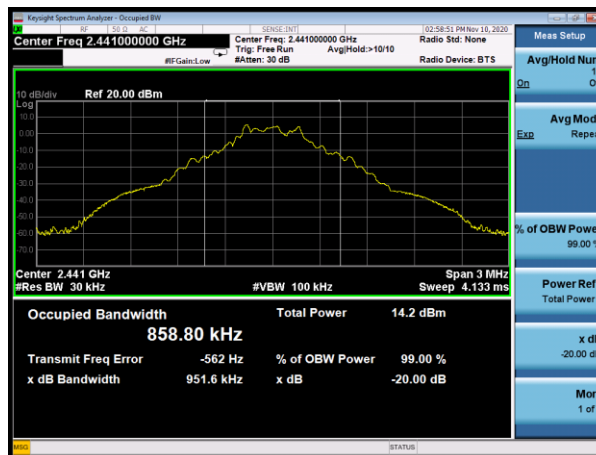 Keysight Spectrum Analyzer - Occupied BW
RF 50 Ω AC SENSE:INT 02:58:51 PM Nov 10, 2020
Center Freq 2.441000000 GHz Center Freq: 2.441000000 GHz Radio Std: None
Trig: Free Run Avg|Hold:>10/10
#IFGain:Low #Atten: 30 dB Radio Device: BTS
10 dB/div Ref 20.00 dBm
Log
10.0
0.00
-10.0
-20.0
-30.0
-40.0
-50.0
-60.0
-70.0
Center 2.441 GHz Span 3 MHz
#Res BW 30 kHz #VBW 100 kHz Sweep 4.133 ms
Occupied Bandwidth Total Power 14.2 dBm
858.80 kHz
Transmit Freq Error -562 Hz % of OBW Power 99.00 %
x dB Bandwidth 951.6 kHz x dB -20.00 dB
MSG STATUS
Meas Setup
Avg/Hold Num
1
On O
Avg Mod
Exp Repea
% of OBW Powe
99.00 %
Power Ref
Total Power
x d
-20.00 d
Mor
1 of